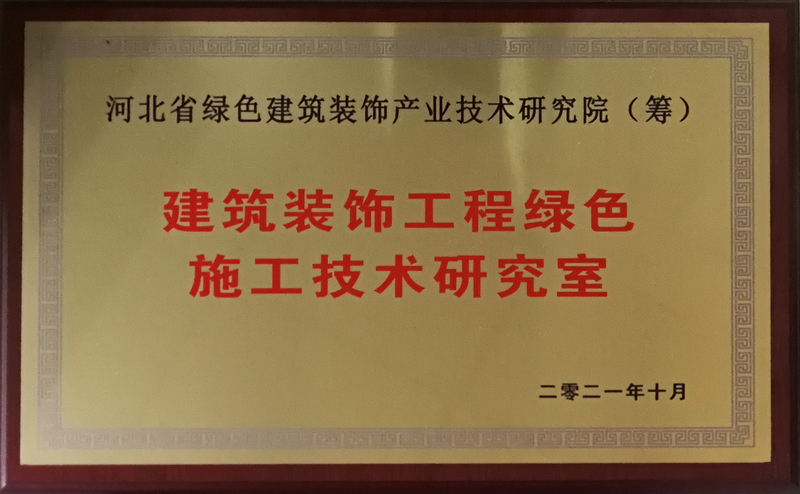 河北省绿色建筑装饰产业技术研究院（筹）
建筑装饰工程绿色
施工技术研究室
二零二一年十月